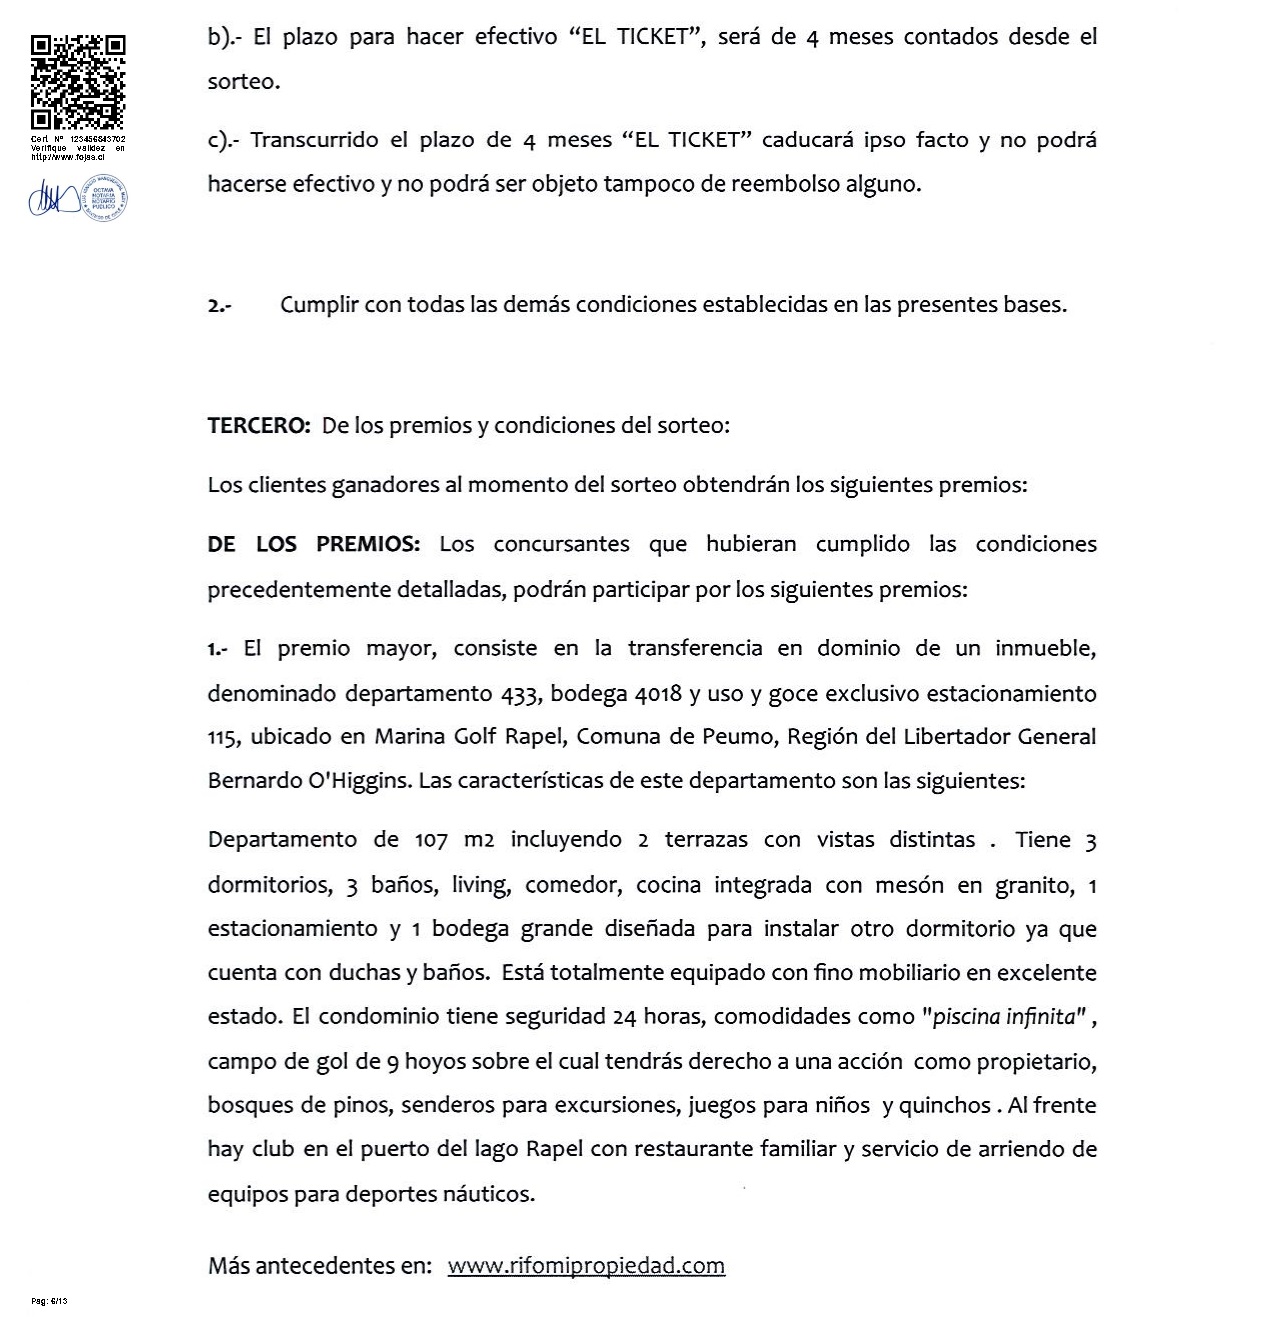 b).- El plazo para hacer efectivo “EL TICKET”, será de 4 meses contados desde el
sorteo.
c).- Transcurrido el plazo de 4 meses “EL TICKET” caducará ipso facto y no podrá
hacerse efectivo y no podrá ser objeto tampoco de reembolso alguno.
Cert. Nº 123456843702
Verifique validez en
http://www.fojas.cl
OCTAVA
NOTARIA
NOTARIO
PUBLICO
2.- Cumplir con todas las demás condiciones establecidas en las presentes bases.
TERCERO: De los premios y condiciones del sorteo:
Los clientes ganadores al momento del sorteo obtendrán los siguientes premios:
DE LOS PREMIOS: Los concursantes que hubieran cumplido las condiciones
precedentemente detalladas, podrán participar por los siguientes premios:
1.- El premio mayor, consiste en la transferencia en dominio de un inmueble,
denominado departamento 433, bodega 4018 y uso y goce exclusivo estacionamiento
115, ubicado en Marina Golf Rapel, Comuna de Peumo, Región del Libertador General
Bernardo O'Higgins. Las características de este departamento son las siguientes:
Departamento de 107 m2 incluyendo 2 terrazas con vistas distintas . Tiene 3
dormitorios, 3 baños, living, comedor, cocina integrada con mesón en granito, 1
estacionamiento y 1 bodega grande diseñada para instalar otro dormitorio ya que
cuenta con duchas y baños. Está totalmente equipado con fino mobiliario en excelente
estado. El condominio tiene seguridad 24 horas, comodidades como "piscina infinita" ,
campo de gol de 9 hoyos sobre el cual tendrás derecho a una acción como propietario,
bosques de pinos, senderos para excursiones, juegos para niños y quinchos . Al frente
hay club en el puerto del lago Rapel con restaurante familiar y servicio de arriendo de
equipos para deportes náuticos.
Más antecedentes en: www.rifomipropiedad.com
Pag: 6/13